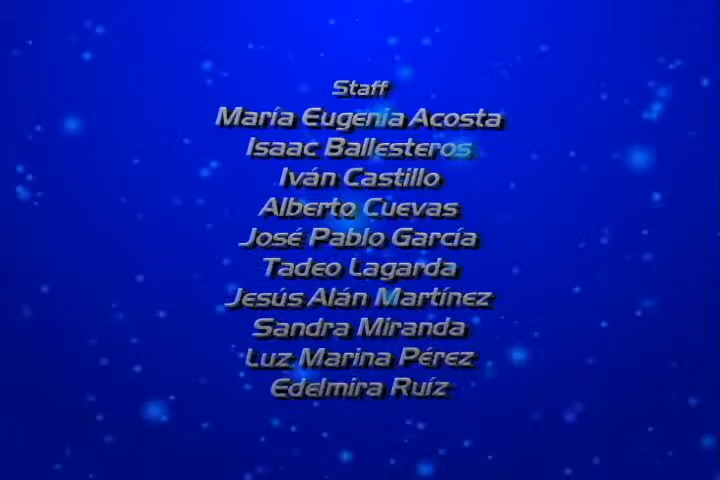 Staff
María Eugenia Acosta
Isaac Ballesteros
Iván Castillo
Alberto Cuevas
José Pablo García
Tadeo Lagarda
Jesús Alán Martínez
Sandra Miranda
Luz Marina Pérez
Edelmira Ruíz